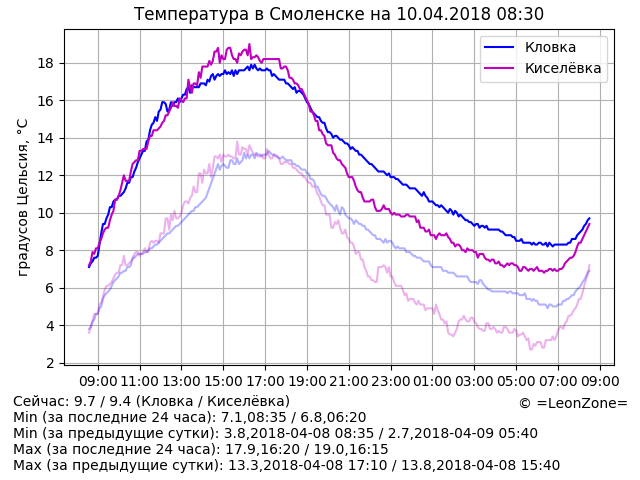 Температура в Смоленске на 10.04.2018 08:30
Кловка
Киселёвка
градусов Цельсия, °C
18
16
14
12
10
8
6
4
2
09:00 11:00 13:00 15:00 17:00 19:00 21:00 23:00 01:00 03:00 05:00 07:00 09:00
Сейчас: 9.7 / 9.4 (Кловка / Киселёвка)
© =LeonZone=
Min (за последние 24 часа): 7.1,08:35 / 6.8,06:20
Min (за предыдущие сутки): 3.8,2018-04-08 08:35 / 2.7,2018-04-09 05:40
Max (за последние 24 часа): 17.9,16:20 / 19.0,16:15
Max (за предыдущие сутки): 13.3,2018-04-08 17:10 / 13.8,2018-04-08 15:40